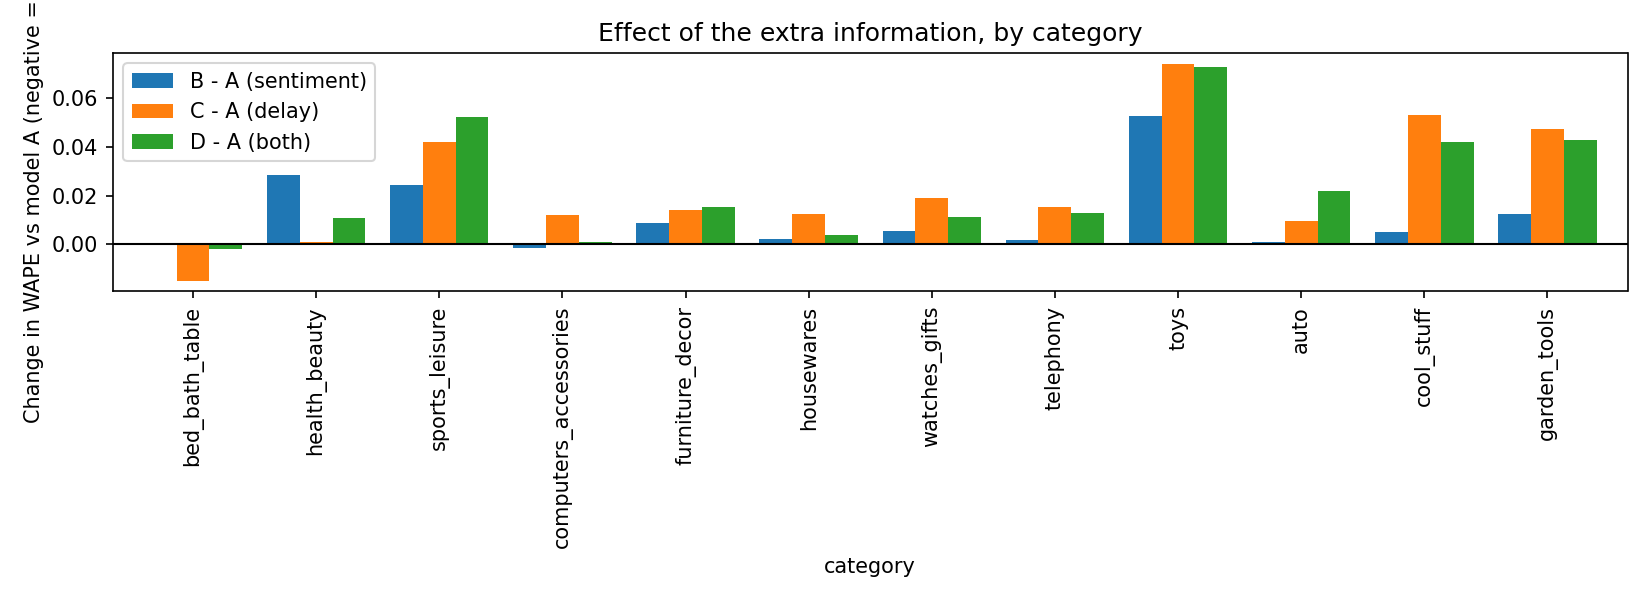 Effect of the extra information, by category
Change in WAPE vs model A (negative =
0.06
0.04
0.02
0.00
B - A (sentiment)
C - A (delay)
D - A (both)
bed_bath_table
health_beauty
sports_leisure
computers_accessories
furniture_decor
housewares
watches_gifts
telephony
toys
auto
cool_stuff
garden_tools
category